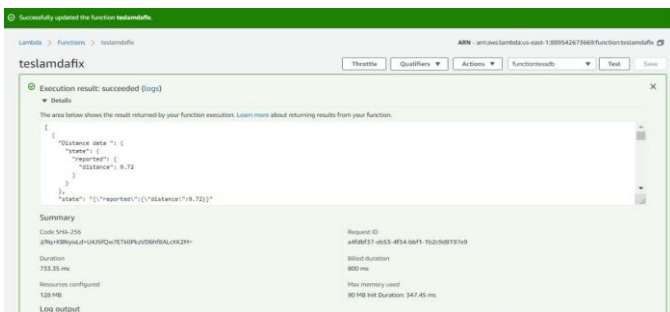 Successfully updated the function teslamdafix.
Lambda > Functions > teslamdafix
ARN - arn:aws:lambda:us-east-1:889542673669:function:teslamdafix
teslamdafix
Throttle Qualifiers ▼ Actions ▼ ▼ Test Save
Execution result: succeeded (logs)
▼ Details
The area below shows the result returned by your function execution. Learn more about returning results from your function.
[
{
"Distance data ": {
"state": {
"reported": {
"distance": 9.72
}
}
},
"state": "{\"reported\":{\"distance\":9.72}}"
Summary
Code SHA-256
Request ID
Duration
733.35 ms
Billed duration
800 ms
Resources configured
128 MB
Max memory used
90 MB Init Duration: 347.45 ms
Log output